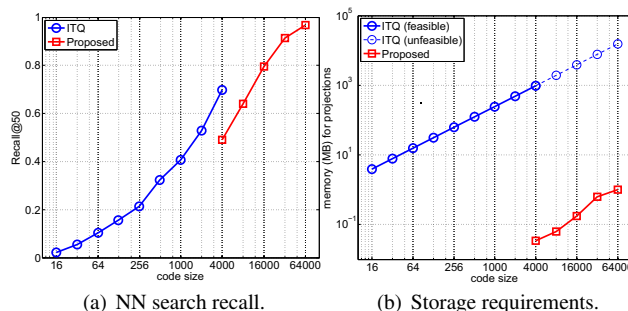 ITQ
Proposed
Recall@50
1
0.8
0.6
0.4
0.2
0
16 64 256 1000 4000 16000 64000
code size
(a) NN search recall.
ITQ (feasible)
ITQ (unfeasible)
Proposed
memory (MB) for projections
10^5
10^3
10^1
10^-1
16 64 256 1000 4000 16000 64000
code size
(b) Storage requirements.